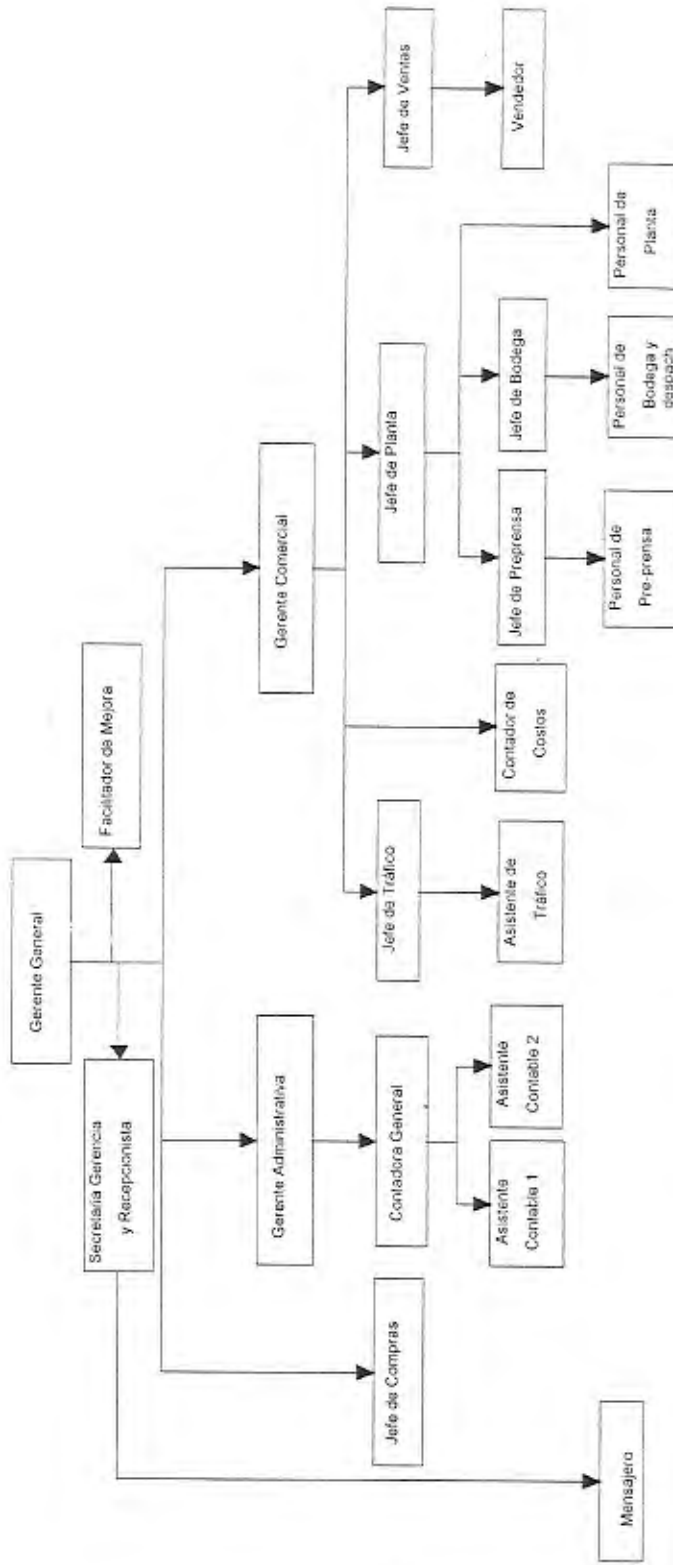 Gerente General
Secretaria Gerencia
y Recepcionista
Facilitador de Mejora
Gerente Administrativa
Gerente Comercial
Jefe de Compras
Contadora General
Jefe de Tráfico
Jefe de Planta
Jefe de Ventas
Asistente
Contable 1
Asistente
Contable 2
Asistente de
Tráfico
Contador de
Costos
Jefe de Preprensa
Jefe de Bodega
Vendedor
Mensajero
Personal de
Pre-prensa
Personal de
Bodega y
despach
Personal de
Planta